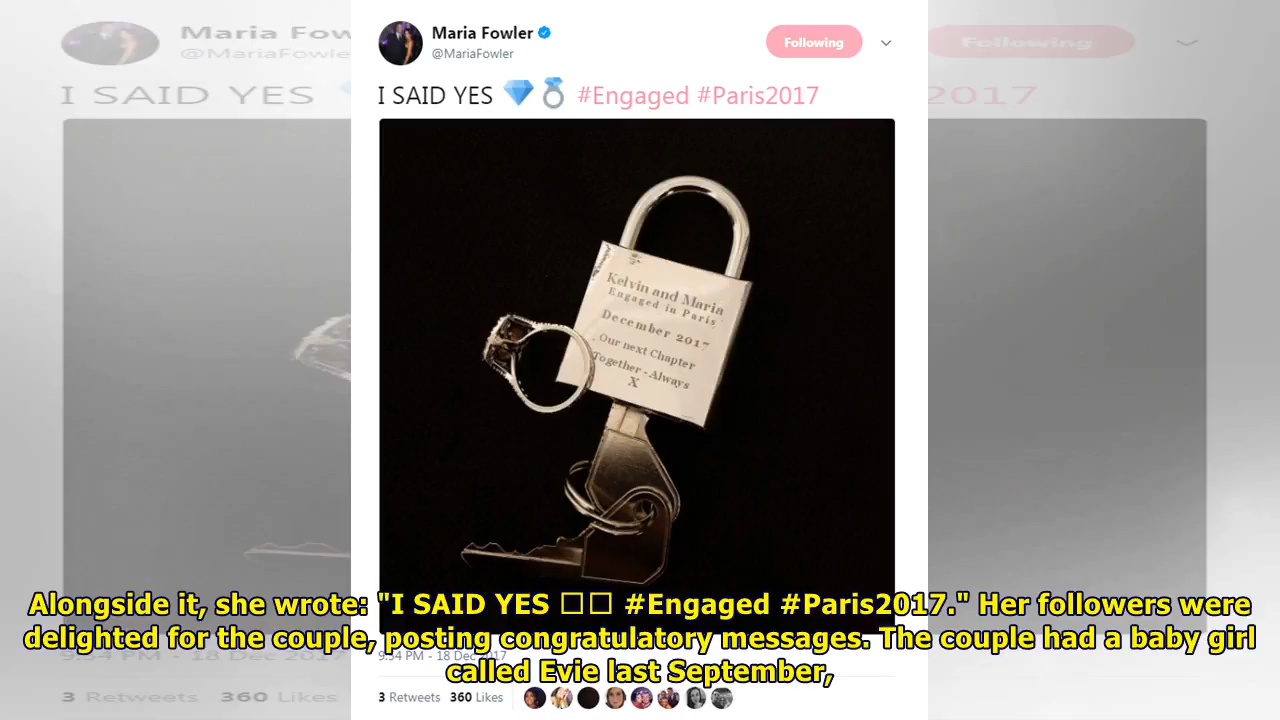 Maria Fowler
@MariaFowler
Following
I SAID YES 💎💍 #Engaged #Paris2017
Kelvin and Maria
Engaged in Paris
December 2017
Our next Chapter
Together - Always
X
Alongside it, she wrote: "I SAID YES □□ #Engaged #Paris2017." Her followers were
delighted for the couple, posting congratulatory messages. The couple had a baby girl
called Evie last September,
9:34 PM - 18 Dec 2017
3 Retweets 360 Likes